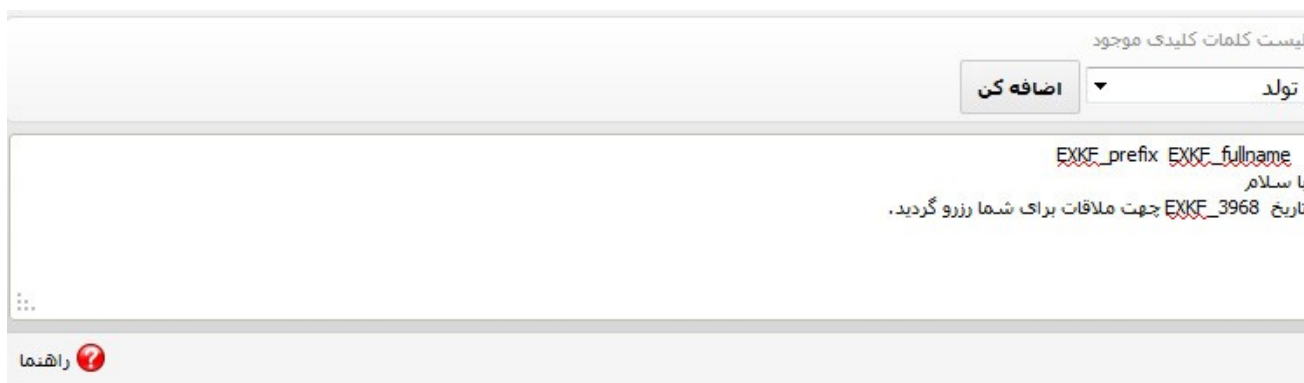 لیست کلمات کلیدی موجود
تولد
اضافه کن
EXKF_prefix EXKF_fullname
با سلام
تاریخ EXKF_3968 جهت ملاقات برای شما رزرو گردید.
راهنما